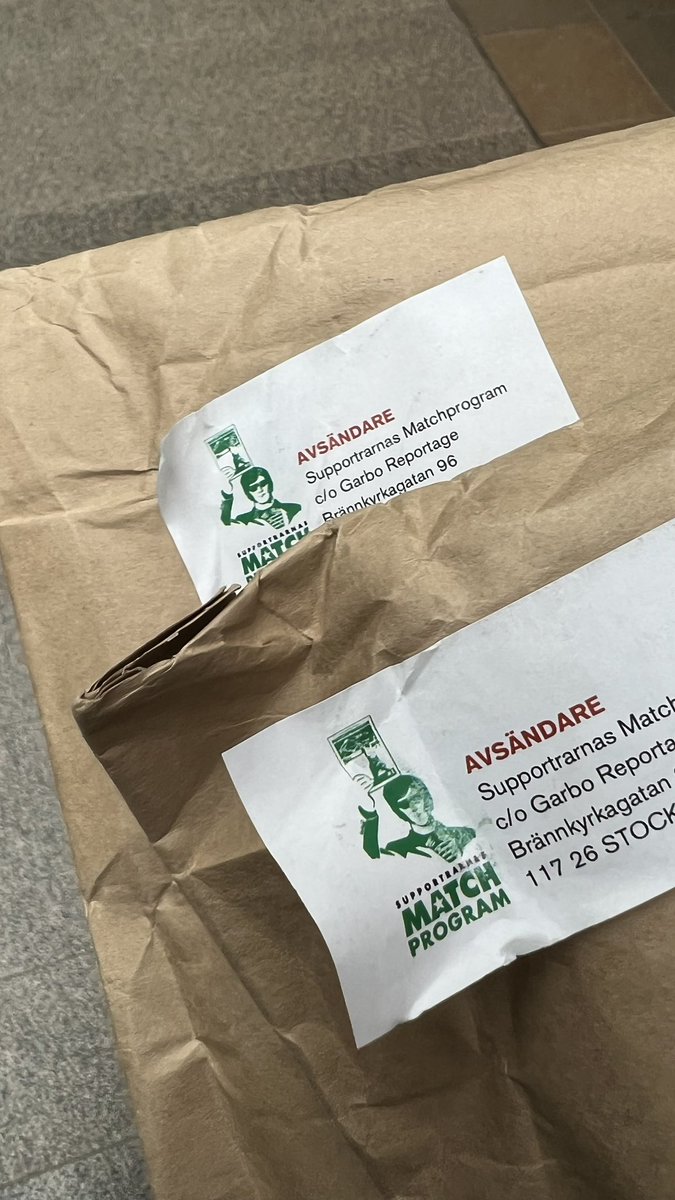 AVSÄNDARE
Supportrarnas Matchprogram
c/o Garbo Reportage
Brännkyrkagatan 96
SUPPORTRARNAS
MATCH
AVSÄNDARE
Supportrarnas Match
c/o Garbo Reporta
Brännkyrkagatan
117 26 STOCK
SUPPORTRARNAS
MATCH
PROGRAM